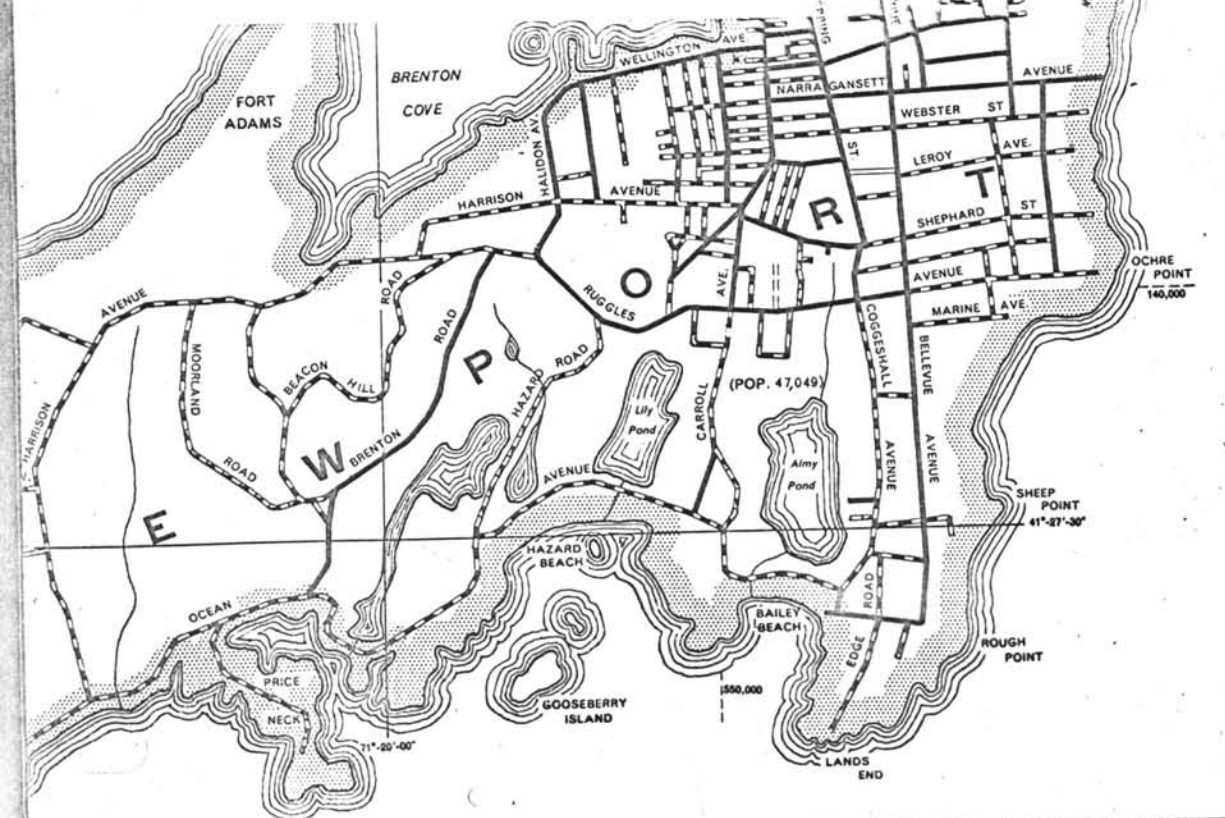 WELLINGTON AVE.
BRENTON
COVE
FORT
ADAMS
NARRAGANSETT AVENUE
WEBSTER ST
HALIDON AV.
ST.
LEROY AVE.
HARRISON AVENUE
R
T
SHEPHARD ST
O
OCHRE
POINT
140,000
AVENUE
ROAD
AVE.
AVENUE
RUGGLES
MARINE AVE.
MOORLAND
ROAD
ROAD
COGGESHALL
BELLEVUE
BEACON HILL
P
HAZARD
(POP. 47,049)
CARROLL
Lily
Pond
HARRISON
W
BRENTON
ROAD
AVENUE
Almy
Pond
AVENUE
AVENUE
E
SHEEP
POINT
41°-27'-30"
HAZARD
BEACH
OCEAN
ROAD
BAILEY
BEACH
EDGE
ROUGH
POINT
PRICE
NECK
550,000
GOOSEBERRY
ISLAND
71°-20'-00"
LANDS
END